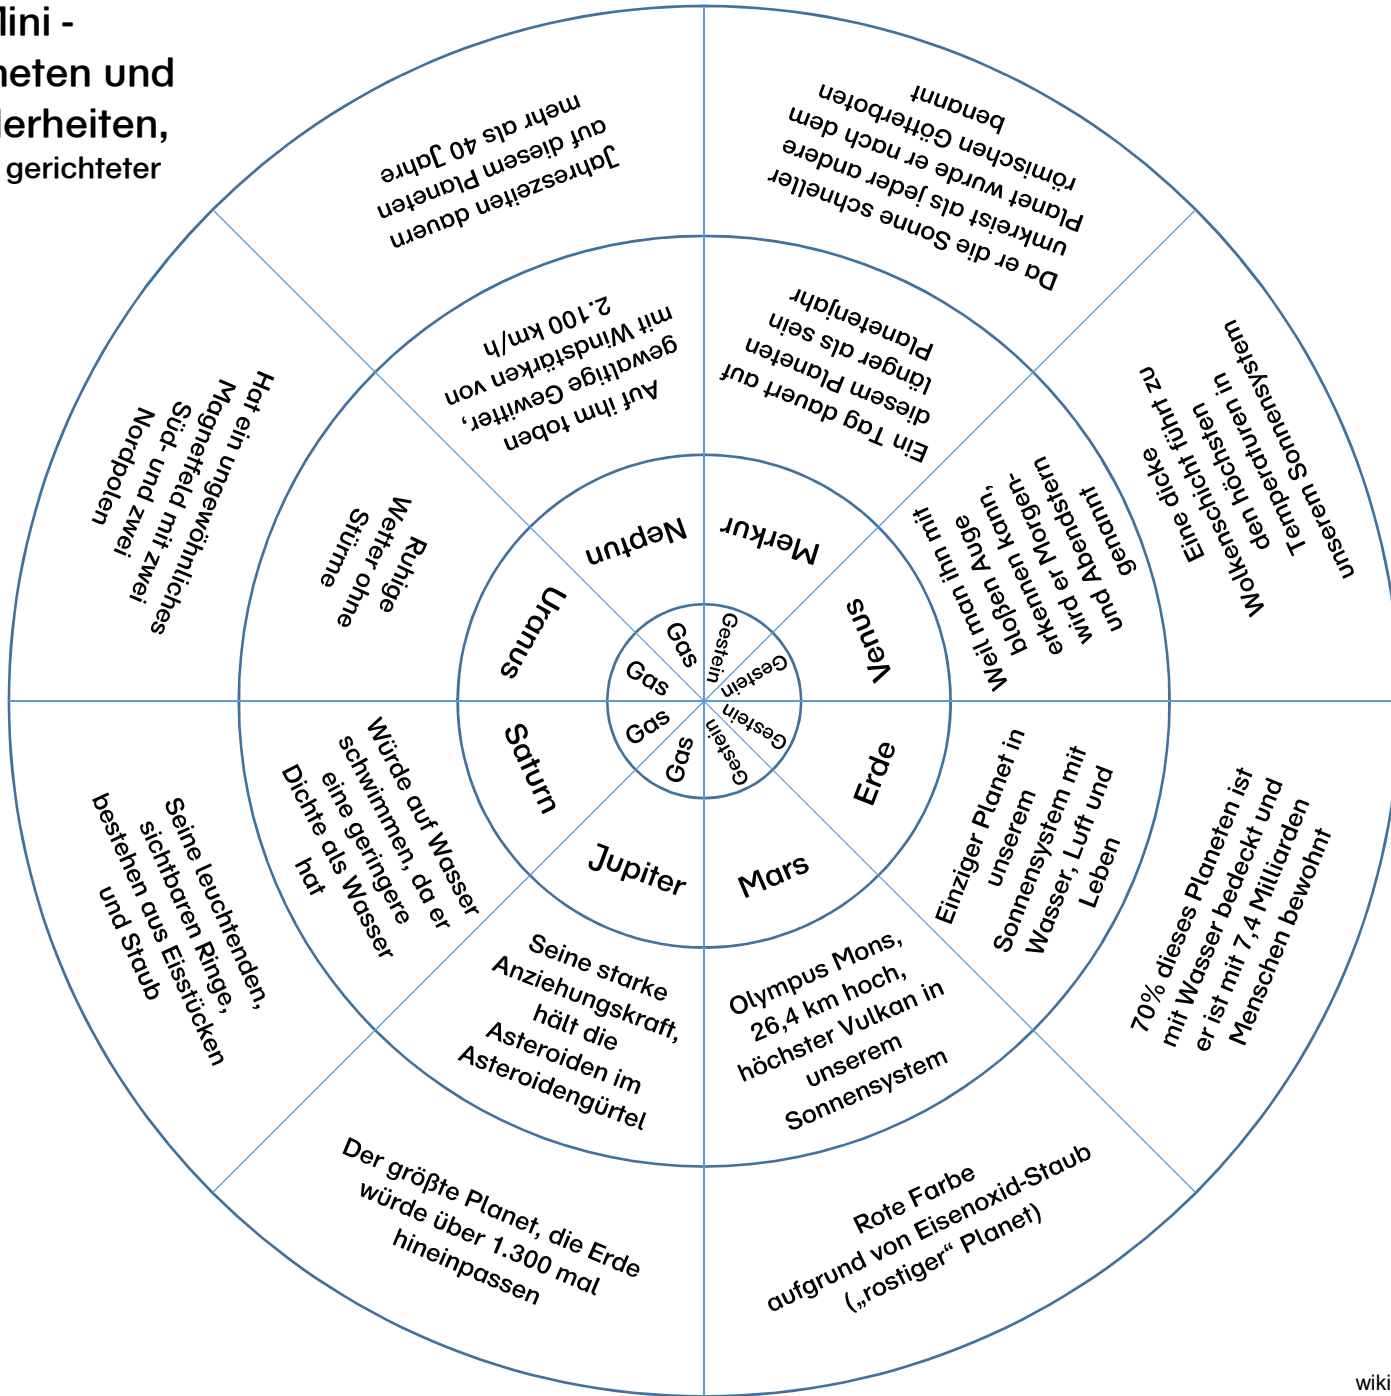 Mini -
neten und
derheiten,
gerichteter
Da er die Sonne schneller
umkreist als jeder andere
Planet wurde er nach dem
römischen Götterboten
benannt
Ein Tag dauert auf
diesem Planeten
länger als sein
Planetenjahr
Merkur
Gestein
Eine dicke
Wolkenschicht führt zu
den höchsten
Temperaturen in
unserem Sonnensystem
Weil man ihn mit
bloßen Auge
erkennen kann,
wird er Morgen-
und Abendstern
genannt
Venus
Gestein
70% dieses Planeten ist
mit Wasser bedeckt und
er ist mit 7,4 Milliarden
Menschen bewohnt
Einziger Planet in
unserem
Sonnensystem mit
Wasser, Luft und
Leben
Erde
Gestein
Rote Farbe
aufgrund von Eisenoxid-Staub
(„rostiger“ Planet)
Olympus Mons,
26,4 km hoch,
höchster Vulkan in
unserem
Sonnensystem
Mars
Gestein
Der größte Planet, die Erde
würde über 1.300 mal
hineinpassen
Seine starke
Anziehungskraft,
hält die
Asteroiden im
Asteroidengürtel
Jupiter
Gas
Seine leuchtenden,
sichtbaren Ringe,
bestehen aus Eisstücken
und Staub
Würde auf Wasser
schwimmen, da er
eine geringere
Dichte als Wasser
hat
Saturn
Gas
Hat ein ungewöhnliches
Magnetfeld mit zwei
Süd- und zwei
Nordpolen
Ruhige
Wetter ohne
Stürme
Uranus
Gas
Jahreszeiten dauern
auf diesem Planeten
mehr als 40 Jahre
Auf ihm toben
gewaltige Gewitter,
mit Windstärken von
2.100 km/h
Neptun
Gas
wiki